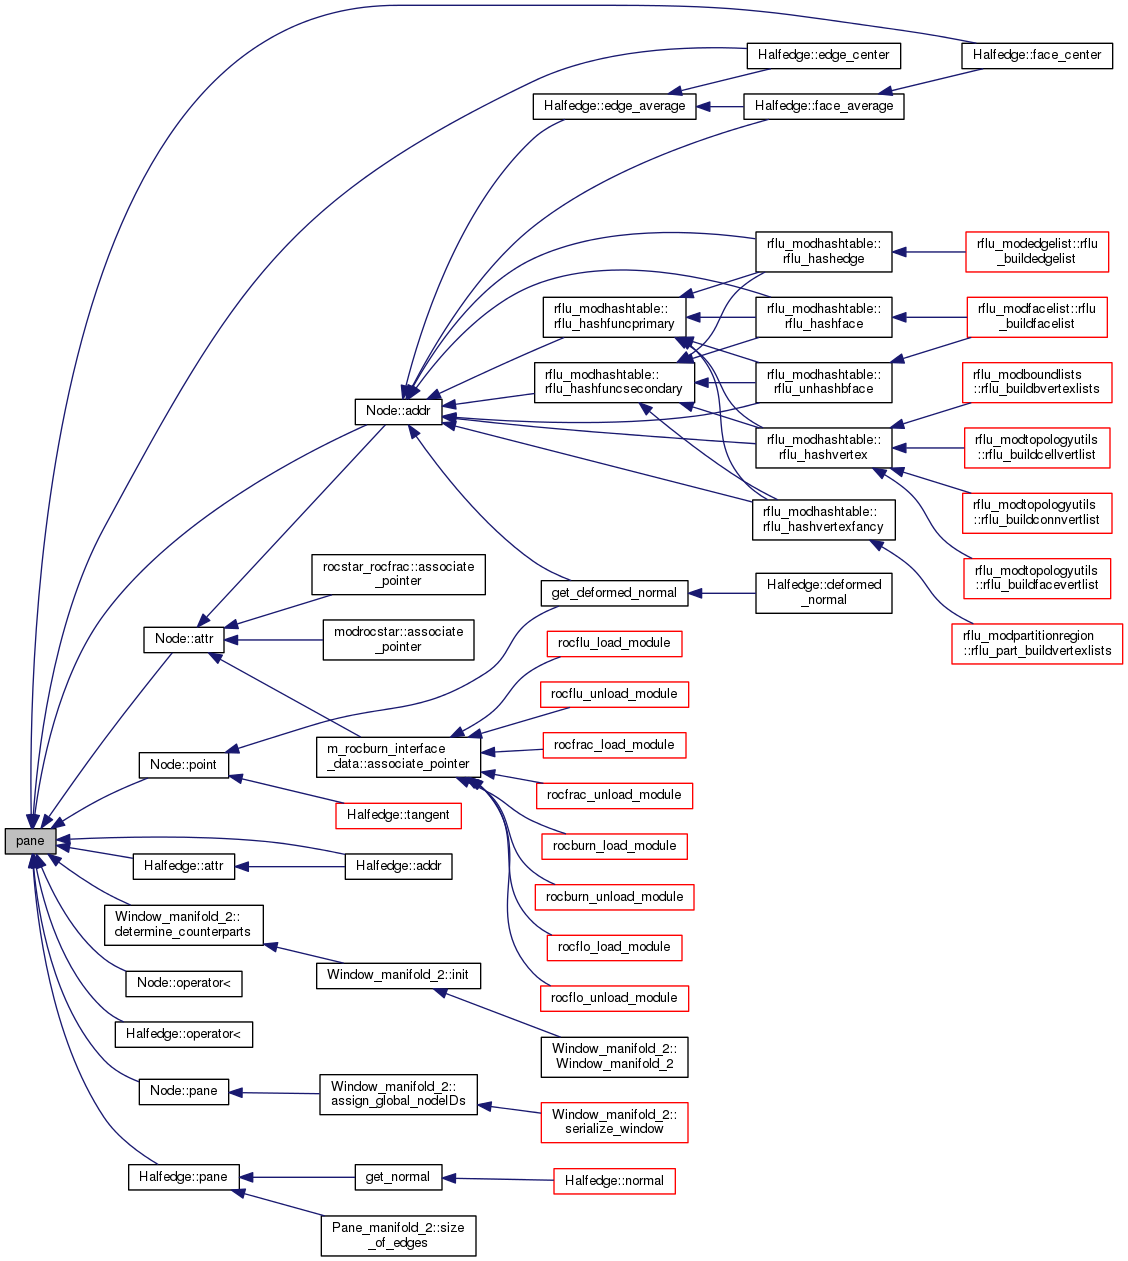 Halfedge::edge_center
Halfedge::face_center
Halfedge::edge_average
Halfedge::face_average
rflu_modhashtable::
rflu_hashedge
rflu_modedgelist::rflu
_buildedgelist
rflu_modhashtable::
rflu_hashfuncprimary
rflu_modhashtable::
rflu_hashface
rflu_modfacelist::rflu
_buildfacelist
rflu_modhashtable::
rflu_hashfuncsecondary
rflu_modhashtable::
rflu_unhashbface
rflu_modboundlists
::rflu_buildbvertexlists
Node::addr
rflu_modhashtable::
rflu_hashvertex
rflu_modtopologyutils
::rflu_buildcellvertlist
rflu_modhashtable::
rflu_hashvertexfancy
rflu_modtopologyutils
::rflu_buildconnvertlist
rocstar_rocfrac::associate
_pointer
get_deformed_normal
Halfedge::deformed
_normal
rflu_modtopologyutils
::rflu_buildfacevertlist
Node::attr
modrocstar::associate
_pointer
rocflu_load_module
rflu_modpartitionregion
::rflu_part_buildvertexlists
rocflu_unload_module
m_rocburn_interface
_data::associate_pointer
rocfrac_load_module
Node::point
rocfrac_unload_module
Halfedge::tangent
pane
rocburn_load_module
Halfedge::attr
Halfedge::addr
rocburn_unload_module
Window_manifold_2::
determine_counterparts
rocflo_load_module
Node::operator<
Window_manifold_2::init
rocflo_unload_module
Halfedge::operator<
Window_manifold_2::
Window_manifold_2
Node::pane
Window_manifold_2::
assign_global_nodeIDs
Window_manifold_2::
serialize_window
Halfedge::pane
get_normal
Halfedge::normal
Pane_manifold_2::size
_of_edges